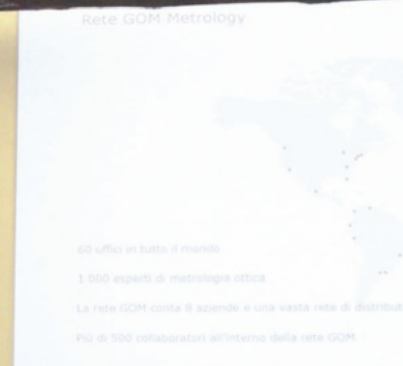 Rete GOM Metrology
60 uffici in tutto il mondo
1 000 esperti di metrologia ottica
La rete GOM conta 8 aziende e una vasta rete di distribut
Più di 500 collaboratori all'interno della rete GOM